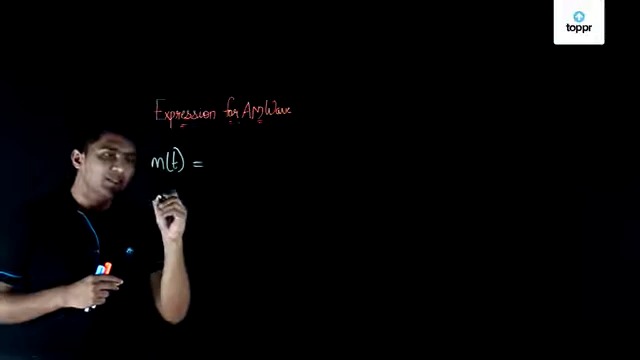 toppr
Expression for AM Wave
m(t) =